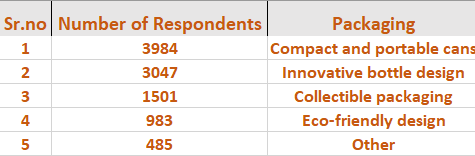 Sr.no Number of Respondents Packaging
1 3984 Compact and portable cans
2 3047 Innovative bottle design
3 1501 Collectible packaging
4 983 Eco-friendly design
5 485 Other